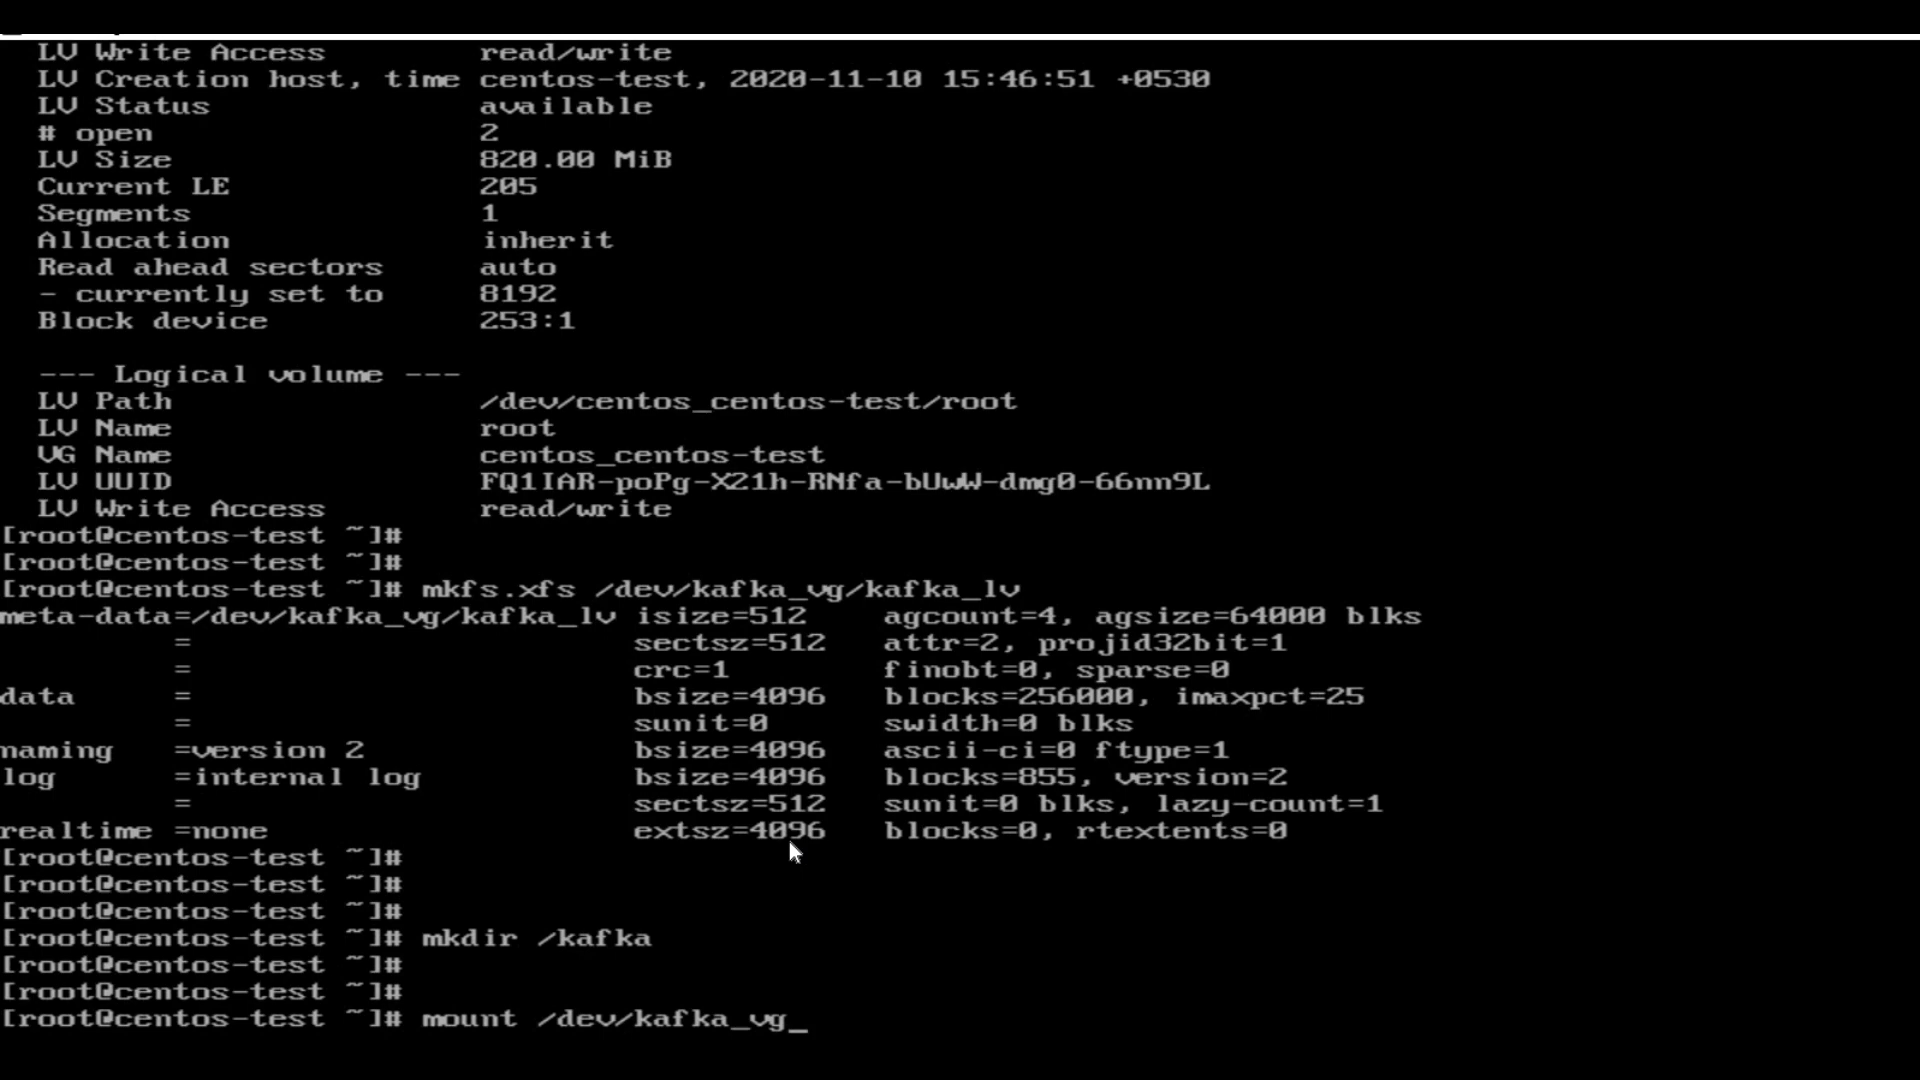 LV Write Access        read/write
LV Creation host, time centos-test, 2020-11-10 15:46:51 +0530
LV Status              available
# open                 2
LV Size                820.00 MiB
Current LE             205
Segments               1
Allocation             inherit
Read ahead sectors     auto
- currently set to     8192
Block device           253:1
--- Logical volume ---
LV Path                /dev/centos_centos-test/root
LV Name                root
VG Name                centos_centos-test
LV UUID                FQ1IAR-poPg-X21h-RNfa-bUwW-dmg0-66nn9L
LV Write Access        read/write
[root@centos-test ~]#
[root@centos-test ~]#
[root@centos-test ~]# mkfs.xfs /dev/kafka_vg/kafka_lv
meta-data=/dev/kafka_vg/kafka_lv isize=512    agcount=4, agsize=64000 blks
         =                       sectsz=512   attr=2, projid32bit=1
         =                       crc=1        finobt=0, sparse=0
data     =                       bsize=4096   blocks=256000, imaxpct=25
         =                       sunit=0      swidth=0 blks
naming   =version 2              bsize=4096   ascii-ci=0 ftype=1
log      =internal log           bsize=4096   blocks=855, version=2
         =                       sectsz=512   sunit=0 blks, lazy-count=1
realtime =none                   extsz=4096   blocks=0, rtextents=0
[root@centos-test ~]#
[root@centos-test ~]#
[root@centos-test ~]#
[root@centos-test ~]# mkdir /kafka
[root@centos-test ~]#
[root@centos-test ~]#
[root@centos-test ~]# mount /dev/kafka_vg_